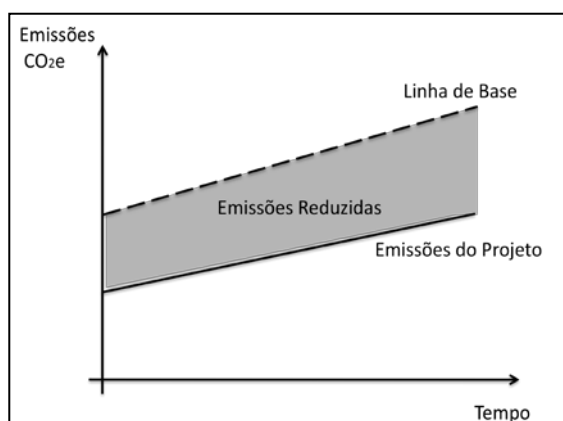 Emissões
CO₂e
Linha de Base
Emissões Reduzidas
Emissões do Projeto
Tempo